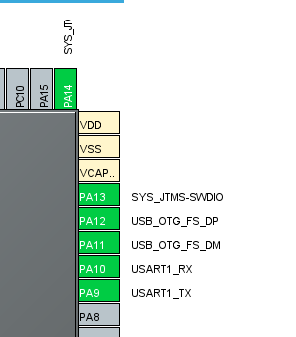 SYS_JT
PC10
PA15
PA14
VDD
VSS
VCAP..
PA13 SYS_JTMS-SWDIO
PA12 USB_OTG_FS_DP
PA11 USB_OTG_FS_DM
PA10 USART1_RX
PA9 USART1_TX
PA8